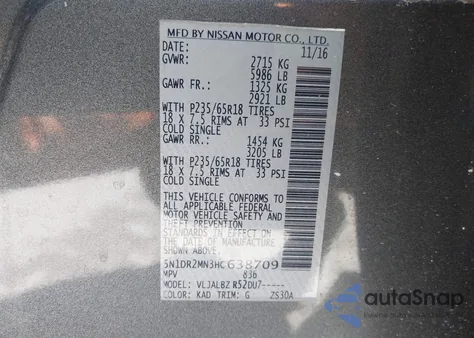 MFD BY NISSAN MOTOR CO., LTD.
DATE: 11/16
GVWR: 2715 KG
5986 LB
GAWR FR.: 1325 KG
2921 LB
WITH P235/65R18 TIRES
18 X 7.5 RIMS AT 33 PSI
COLD SINGLE
GAWR RR.: 1454 KG
3205 LB
WITH P235/65R18 TIRES
18 X 7.5 RIMS AT 33 PSI
COLD SINGLE
THIS VEHICLE CONFORMS TO
ALL APPLICABLE FEDERAL
MOTOR VEHICLE SAFETY AND
THEFT PREVENTION
STANDARDS IN EFFECT ON
THE DATE OF MANUFACTURE
5N1DR2MN3HC638709
MPV 836
MODEL: VLJALBZ R52DU7-----
COLOR: KAD TRIM: G ZS30A
autoSnap
www.autosnap.cc